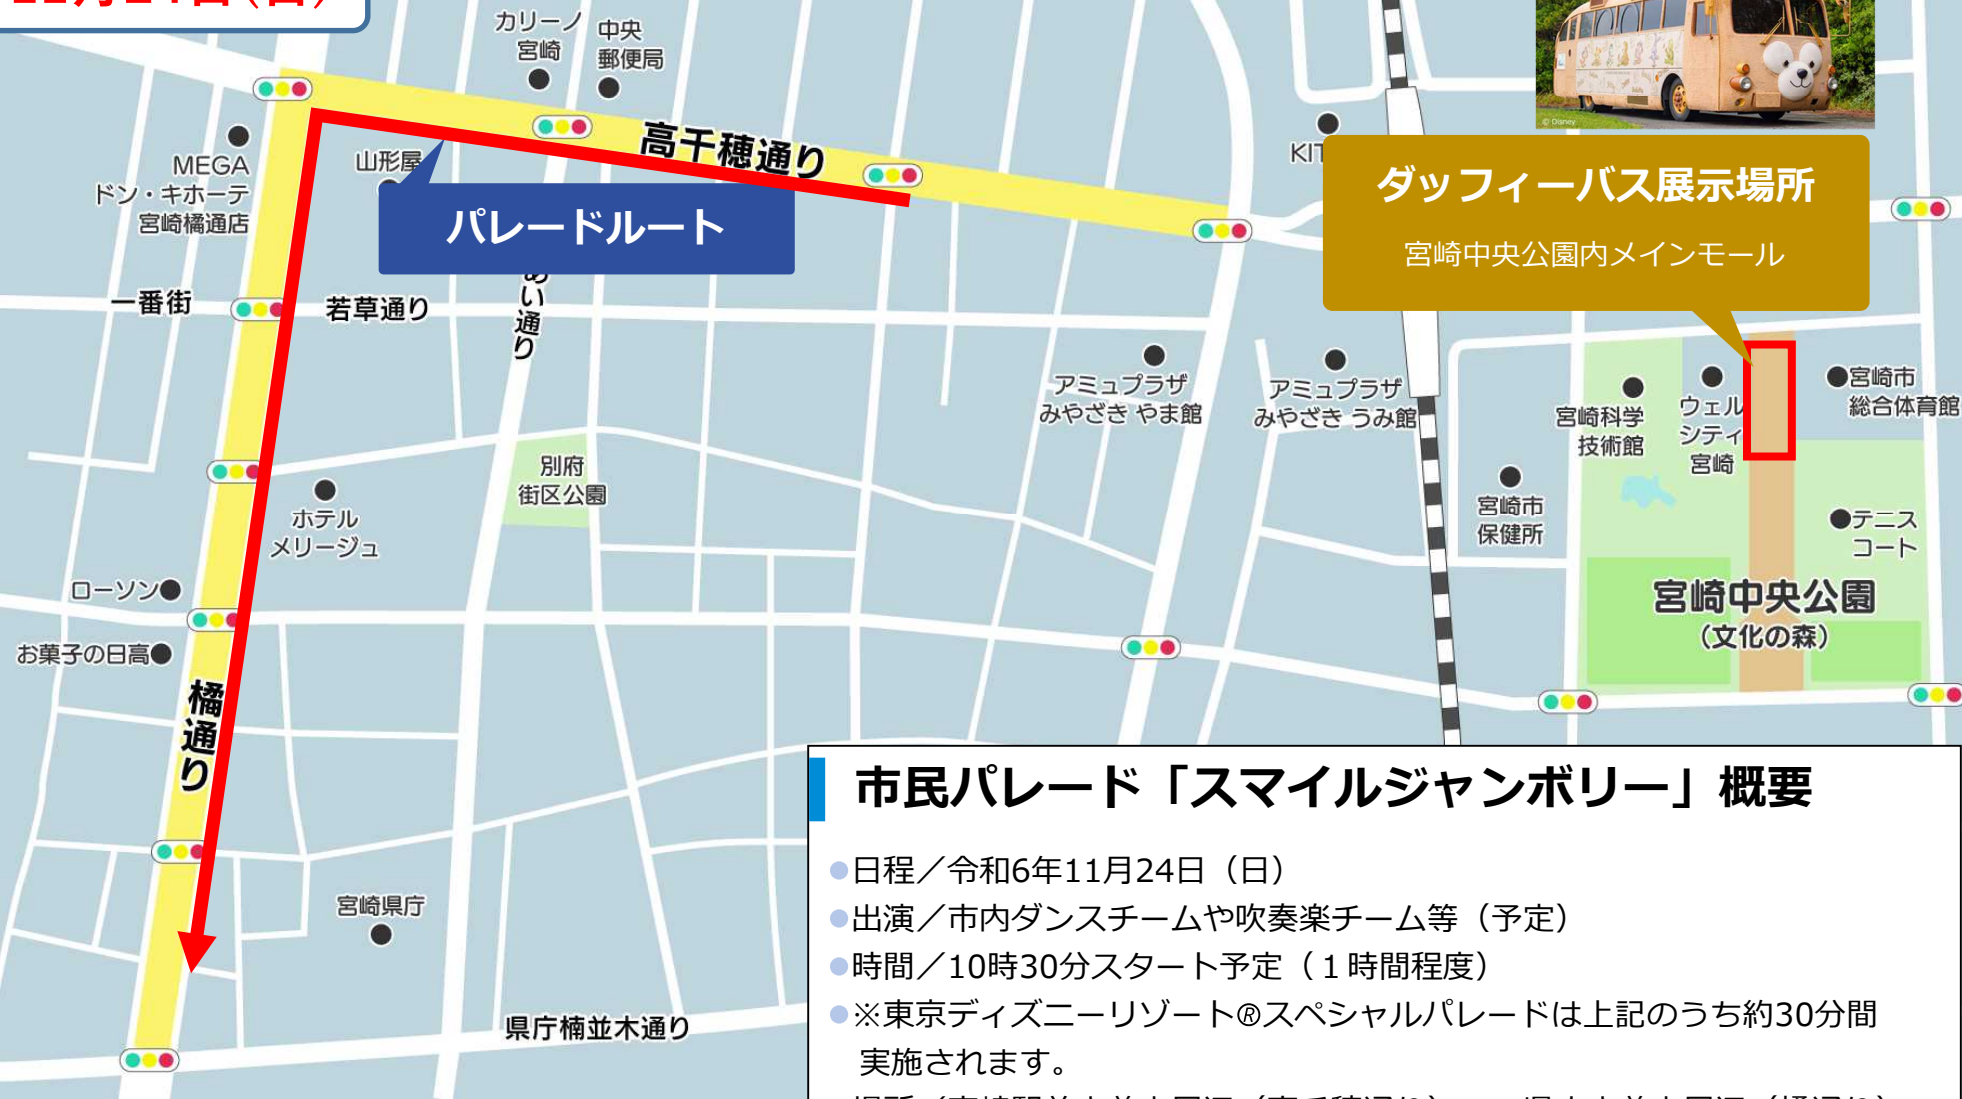 11月24日(日)
カリーノ
宮崎
中央
郵便局
MEGA
ドン・キホーテ
宮崎橘通店
山形屋
高千穂通り
パレードルート
一番街
若草通り
あい通り
© Disney
ダッフィーバス展示場所
宮崎中央公園内メインモール
アミュプラザ
みやざき やま館
アミュプラザ
みやざき うみ館
宮崎科学
技術館
ウェル
シティ
宮崎
宮崎市
総合体育館
宮崎市
保健所
テニス
コート
宮崎中央公園
(文化の森)
別府
街区公園
ホテル
メリージュ
ローソン
お菓子の日高
橘通り
宮崎県庁
県庁楠並木通り
市民パレード「スマイルジャンボリー」概要
●日程／令和6年11月24日（日）
●出演／市内ダンスチームや吹奏楽チーム等（予定）
●時間／10時30分スタート予定（１時間程度）
●※東京ディズニーリゾート®スペシャルパレードは上記のうち約30分間
実施されます。